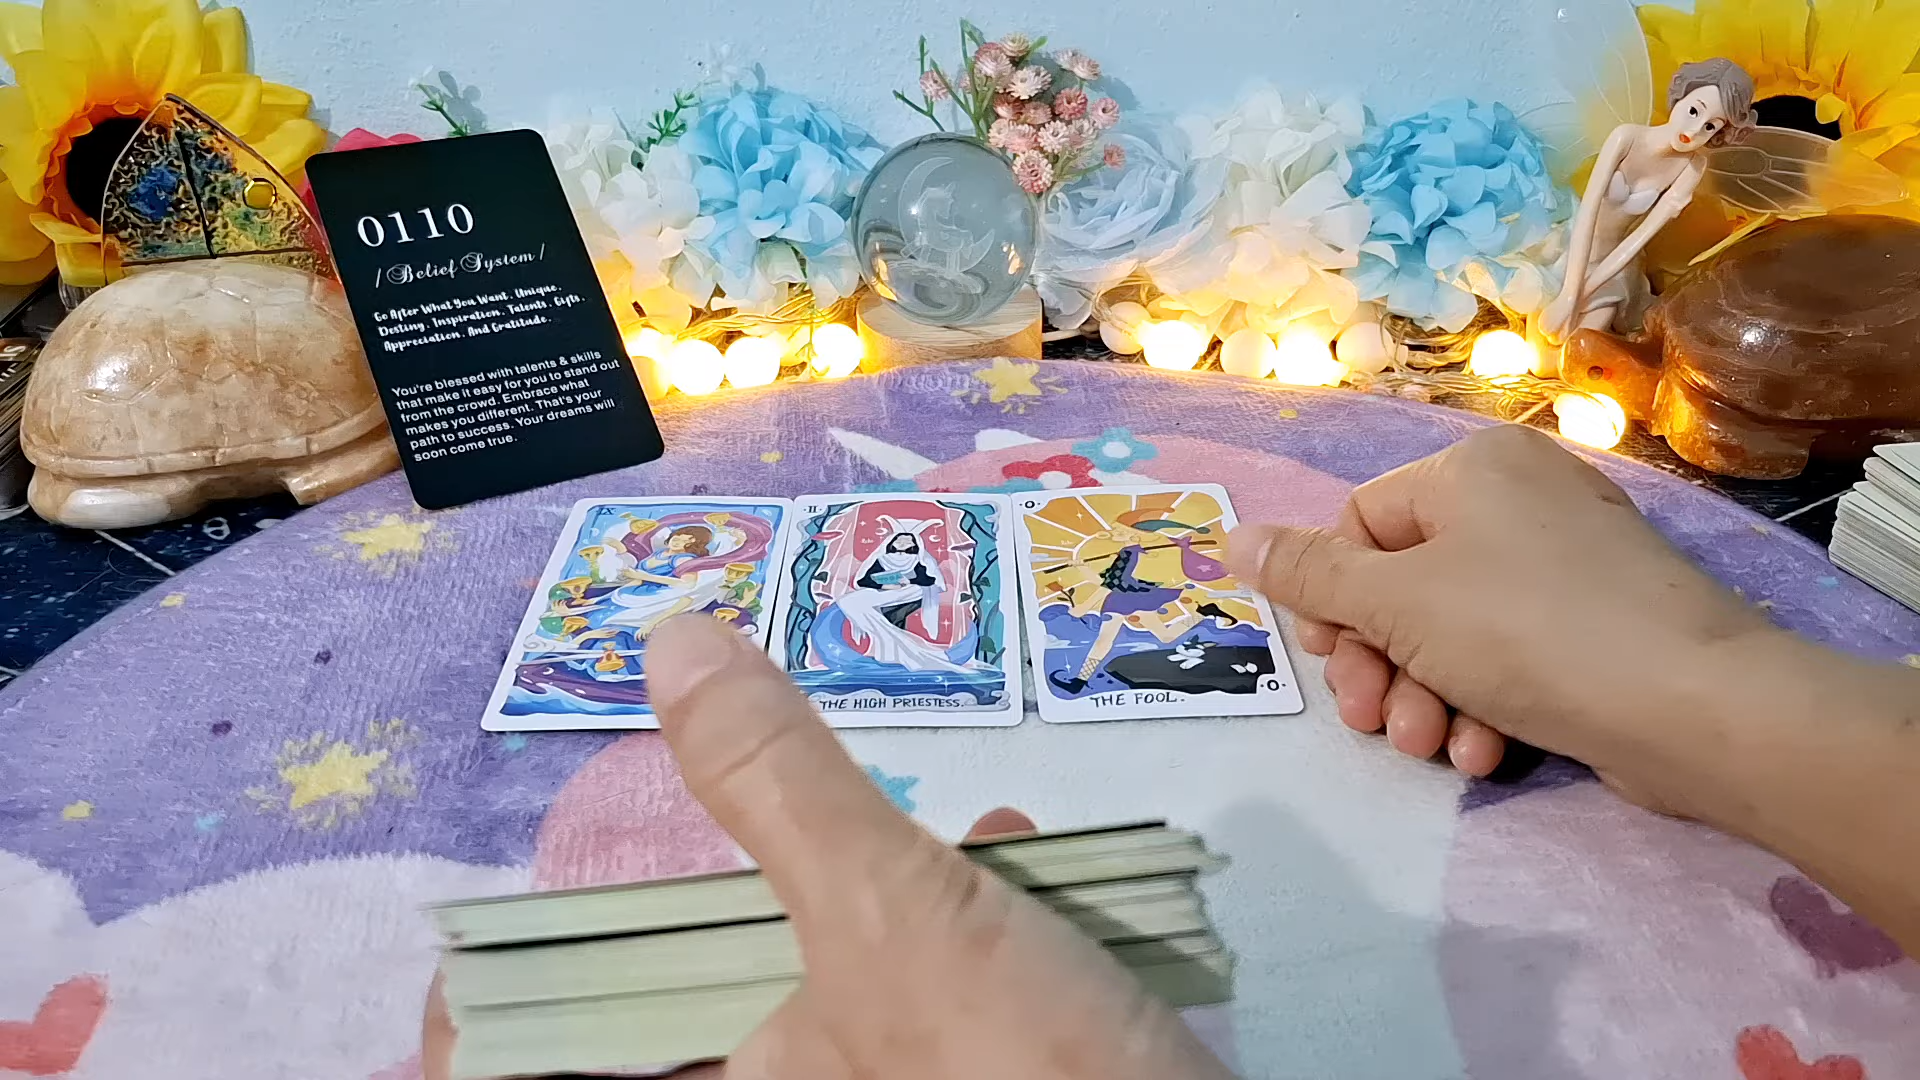 0110
/ Belief System /
Go After What You Want. Unique.
Destiny. Inspiration. Talents. Gifts.
Appreciation. And Gratitude.
You're blessed with talents & skills
that make it easy for you to stand out
from the crowd. Embrace what
makes you different. That's your
path to success. Your dreams will
soon come true.
IX
·II·
THE HIGH PRIESTESS.
·0·
THE FOOL.
·0·